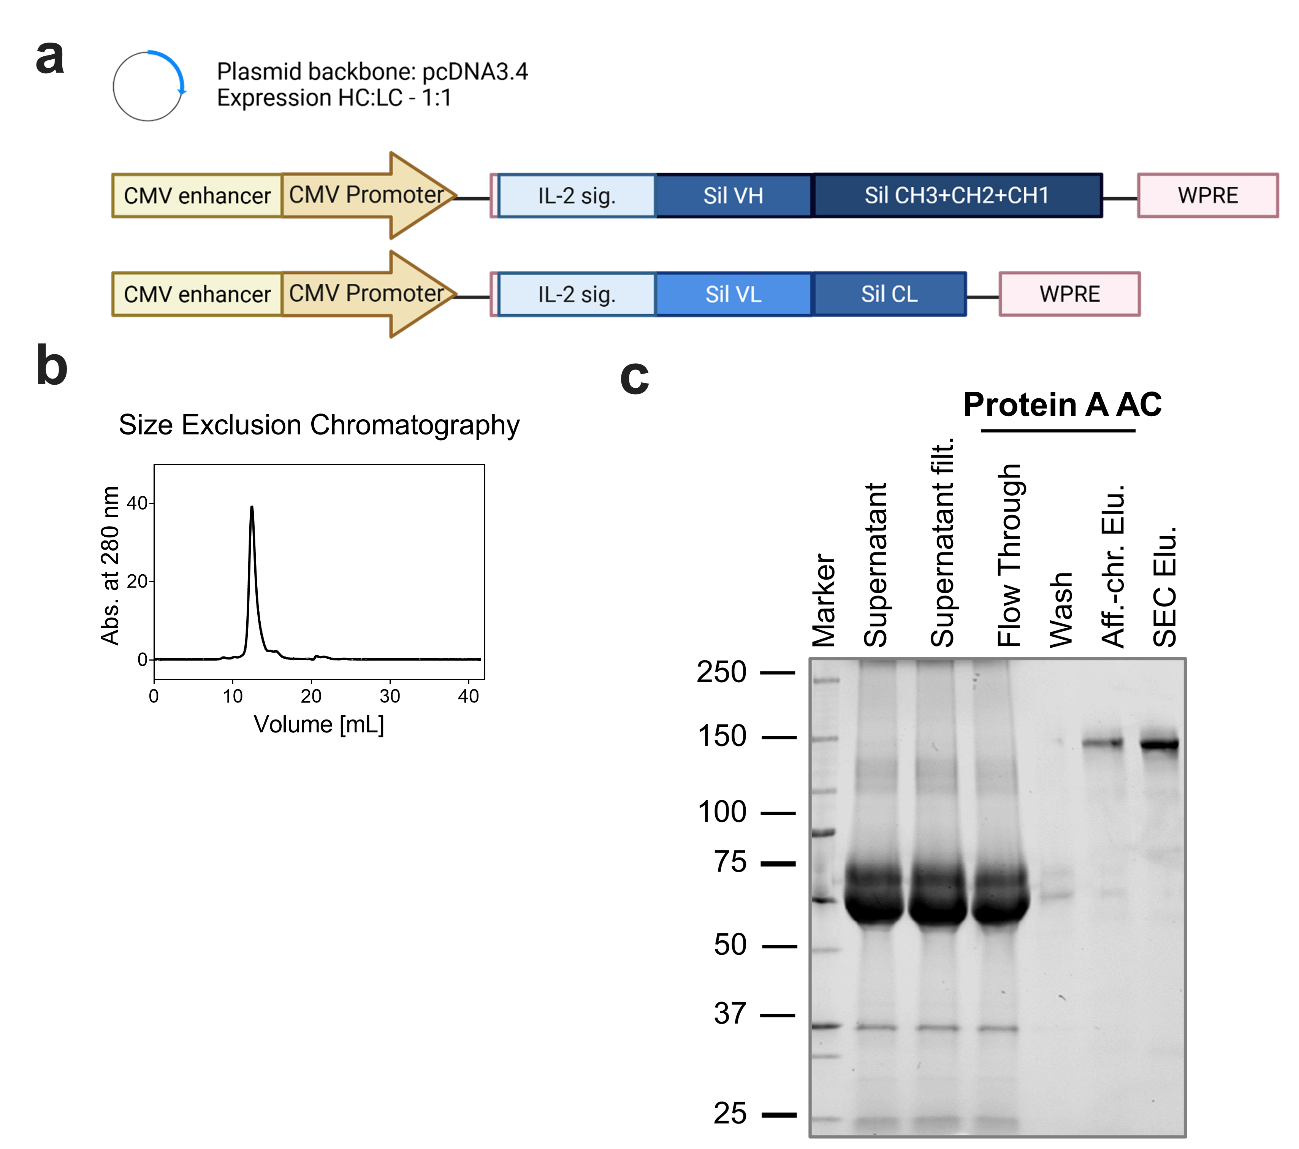 a
Plasmid backbone: pcDNA3.4
Expression HC:LC - 1:1
CMV enhancer
CMV Promoter
IL-2 sig.
Sil VH
Sil CH3+CH2+CH1
WPRE
CMV enhancer
CMV Promoter
IL-2 sig.
Sil VL
Sil CL
WPRE
b
Size Exclusion Chromatography
Abs. at 280 nm
40
20
0
0
10
20
30
40
Volume [mL]
c
Protein A AC
Marker
Supernatant
Supernatant filt.
Flow Through
Wash
Aff.-chr. Elu.
SEC Elu.
250
150
100
75
50
37
25